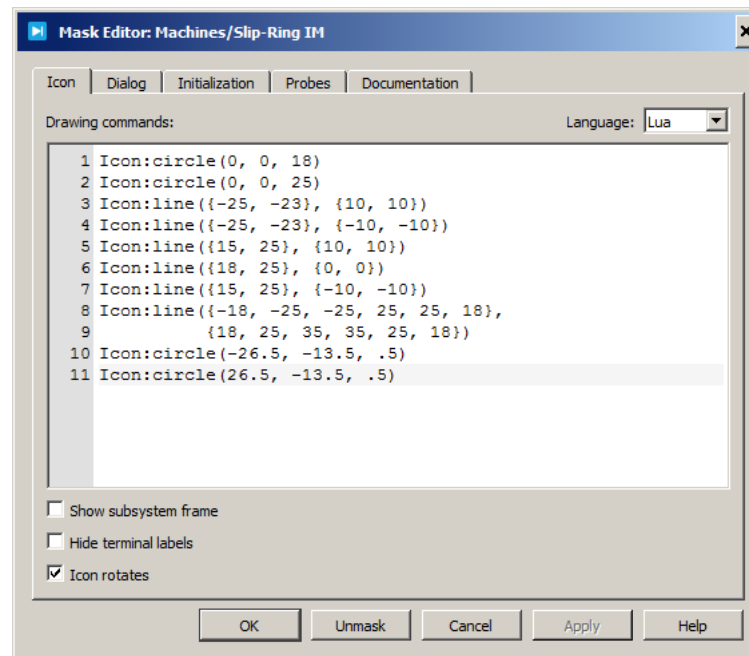 Mask Editor: Machines/Slip-Ring IM
Icon Dialog Initialization Probes Documentation
Drawing commands: Language: Lua
1 Icon:circle(0, 0, 18)
2 Icon:circle(0, 0, 25)
3 Icon:line({-25, -23}, {10, 10})
4 Icon:line({-25, -23}, {-10, -10})
5 Icon:line({15, 25}, {10, 10})
6 Icon:line({18, 25}, {0, 0})
7 Icon:line({15, 25}, {-10, -10})
8 Icon:line({-18, -25, -25, 25, 25, 18},
9 {18, 25, 35, 35, 25, 18})
10 Icon:circle(-26.5, -13.5, .5)
11 Icon:circle(26.5, -13.5, .5)
Show subsystem frame
Hide terminal labels
Icon rotates
OK Unmask Cancel Apply Help